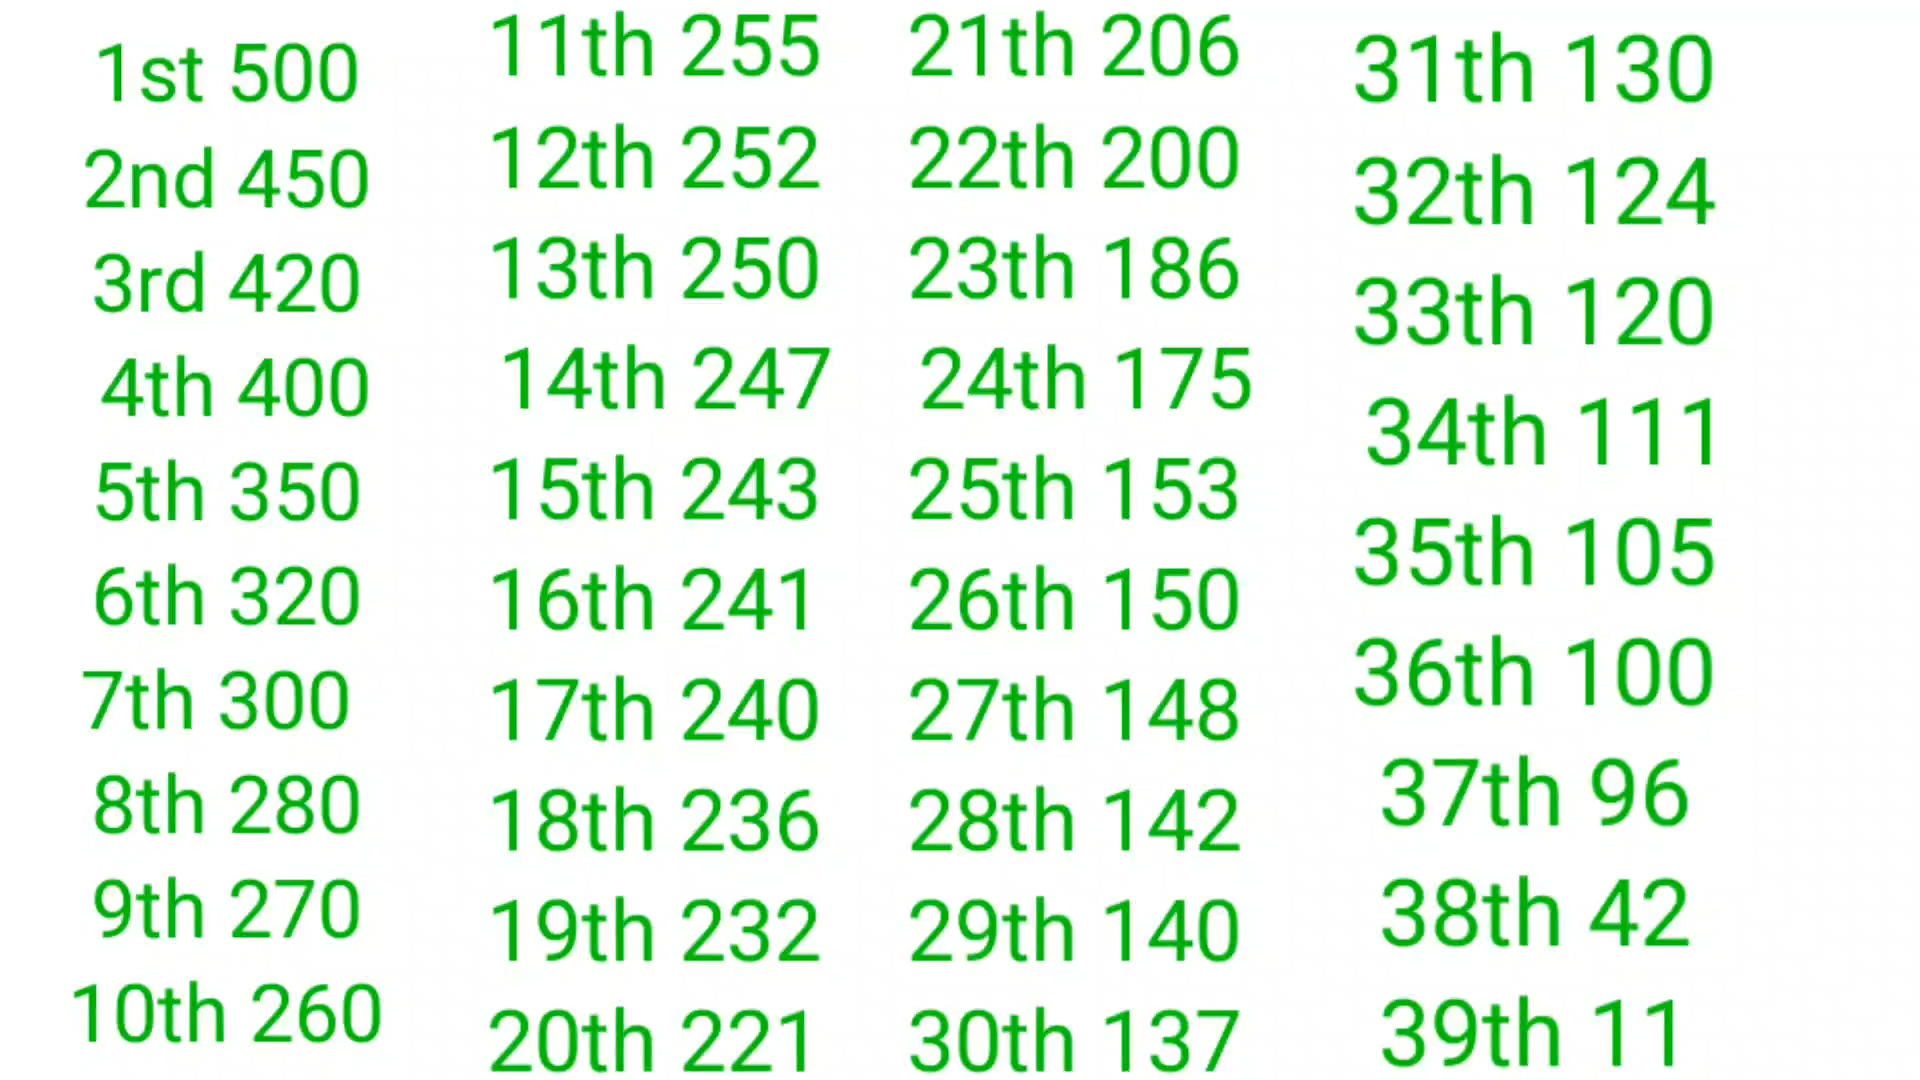 1st 500
2nd 450
3rd 420
4th 400
5th 350
6th 320
7th 300
8th 280
9th 270
10th 260
11th 255
12th 252
13th 250
14th 247
15th 243
16th 241
17th 240
18th 236
19th 232
20th 221
21th 206
22th 200
23th 186
24th 175
25th 153
26th 150
27th 148
28th 142
29th 140
30th 137
31th 130
32th 124
33th 120
34th 111
35th 105
36th 100
37th 96
38th 42
39th 11